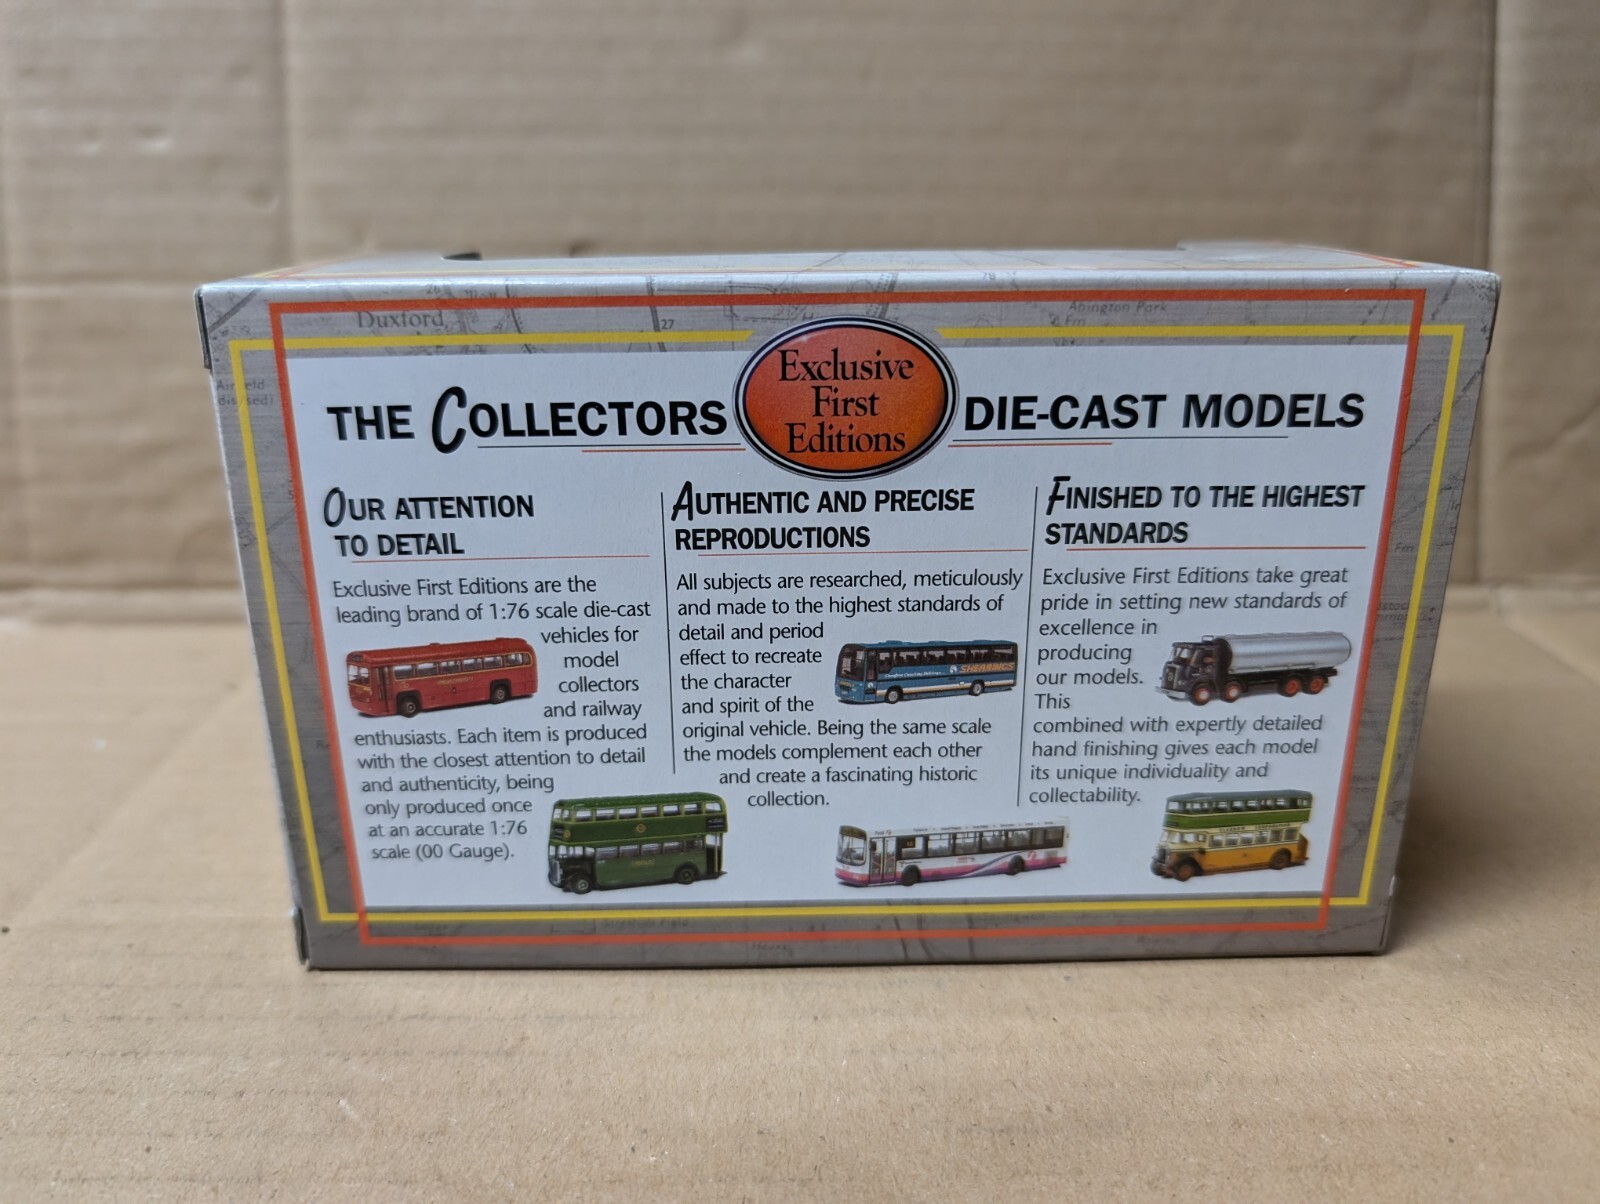 Duxford
27
Abington Park
Fm
Exclusive
First
Editions
THE COLLECTORS
DIE-CAST MODELS
OUR ATTENTION
TO DETAIL
Exclusive First Editions are the
leading brand of 1:76 scale die-cast
vehicles for
model
collectors
and railway
enthusiasts. Each item is produced
with the closest attention to detail
and authenticity, being
only produced once
at an accurate 1:76
scale (00 Gauge).
AUTHENTIC AND PRECISE
REPRODUCTIONS
All subjects are researched, meticulously
and made to the highest standards of
detail and period
effect to recreate
the character
and spirit of the
original vehicle. Being the same scale
the models complement each other
and create a fascinating historic
collection.
SHEARINGS
FINISHED TO THE HIGHEST
STANDARDS
Exclusive First Editions take great
pride in setting new standards of
excellence in
producing
our models.
This
combined with expertly detailed
hand finishing gives each model
its unique individuality and
collectability.
Fm